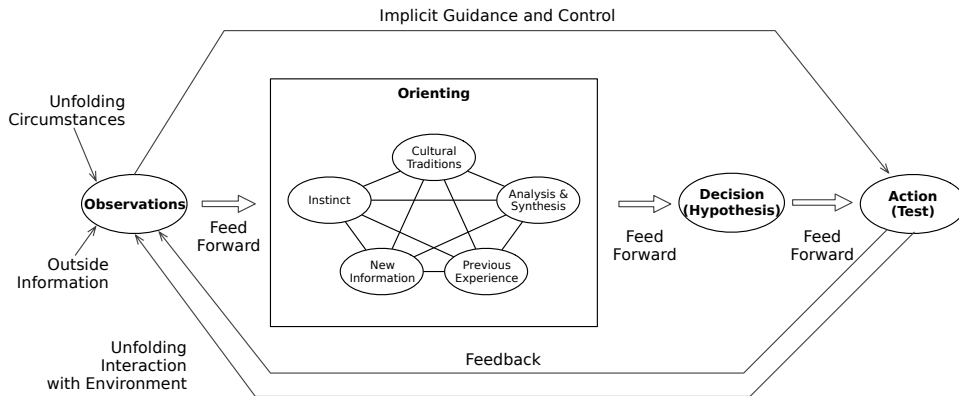 Implicit Guidance and Control
Orienting
Unfolding
Circumstances
Cultural
Traditions
Instinct
Analysis &
Synthesis
Observations
Decision
(Hypothesis)
Action
(Test)
Feed
Forward
Feed
Forward
Feed
Forward
Outside
Information
New
Information
Previous
Experience
Unfolding
Interaction
with Environment
Feedback